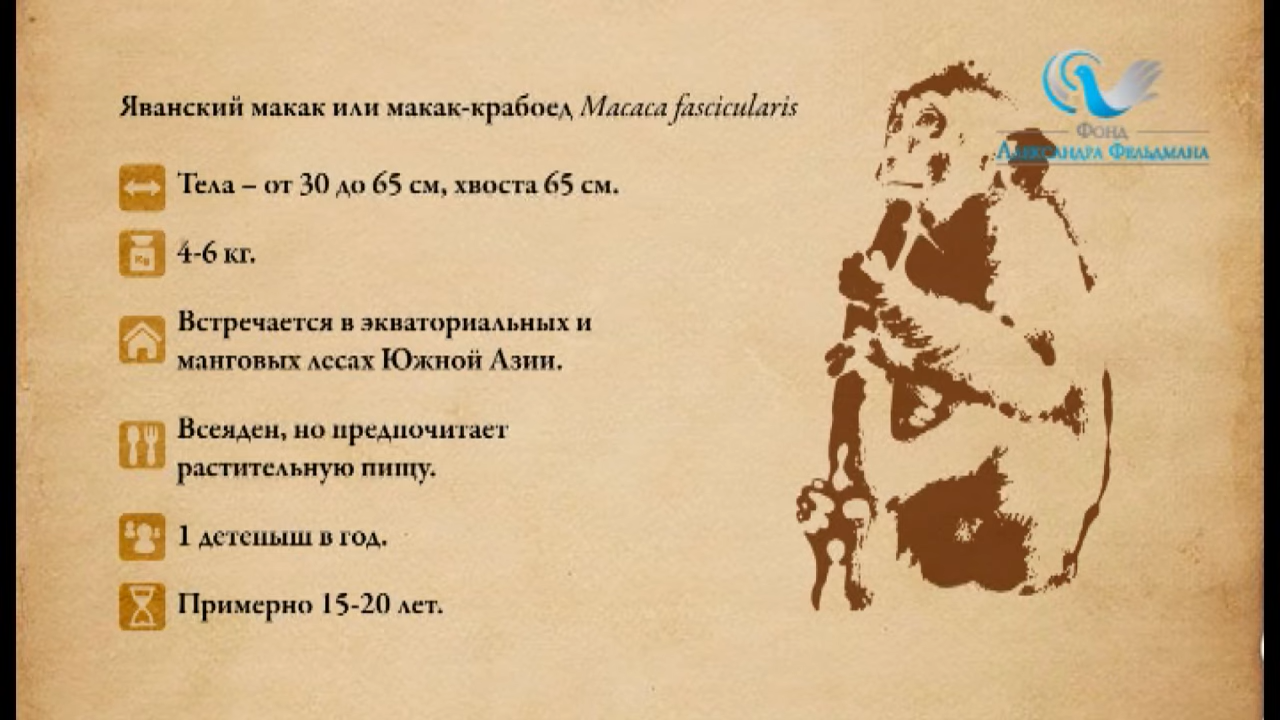 Яванский макак или макак-крабоед Macaca fascicularis
Тела – от 30 до 65 см, хвоста 65 см.
Kg
4-6 кг.
Встречается в экваториальных и
манговых лесах Южной Азии.
Всеяден, но предпочитает
растительную пищу.
1 детеныш в год.
Примерно 15-20 лет.
Фонд
Александра Фельдмана